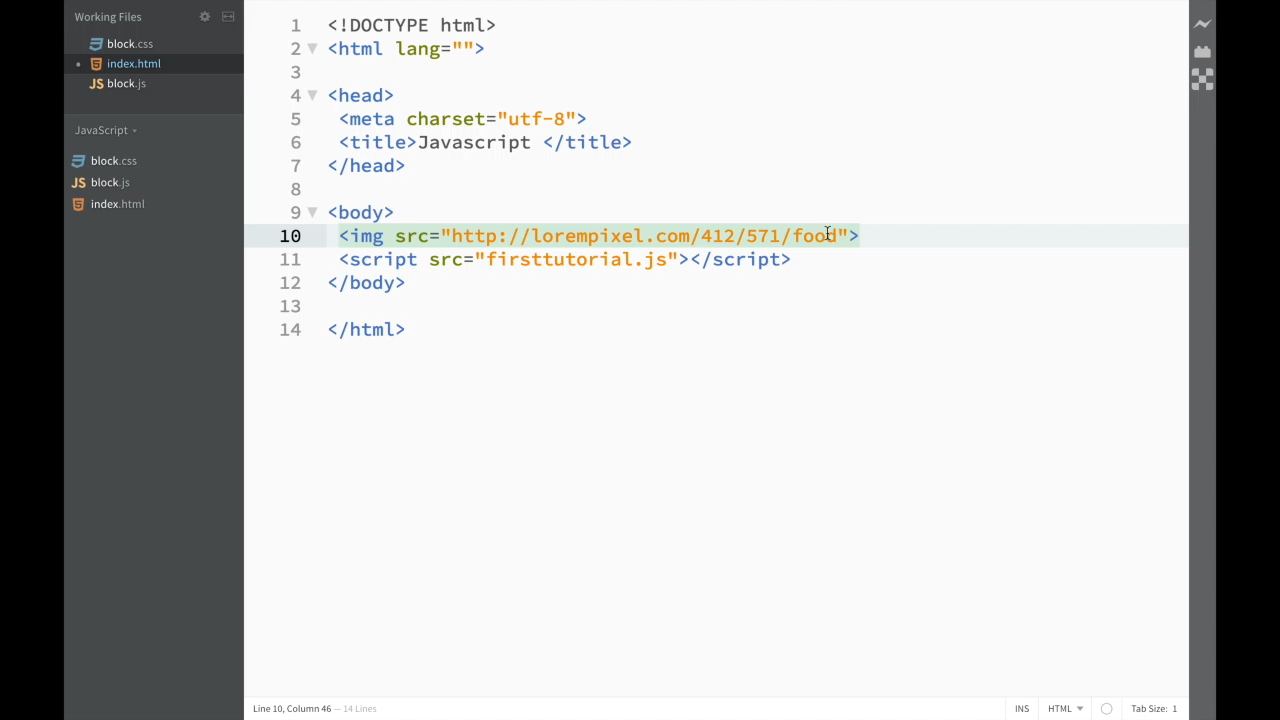 Working Files
block.css
index.html
block.js
JavaScript
block.css
block.js
index.html
1 <!DOCTYPE html>
2 <html lang="">
3
4 <head>
5 <meta charset="utf-8">
6 <title>Javascript </title>
7 </head>
8
9 <body>
10 <img src="http://lorempixel.com/412/571/food">
11 <script src="firsttutorial.js"></script>
12 </body>
13
14 </html>
Line 10, Column 46 — 14 Lines
INS
HTML
Tab Size: 1